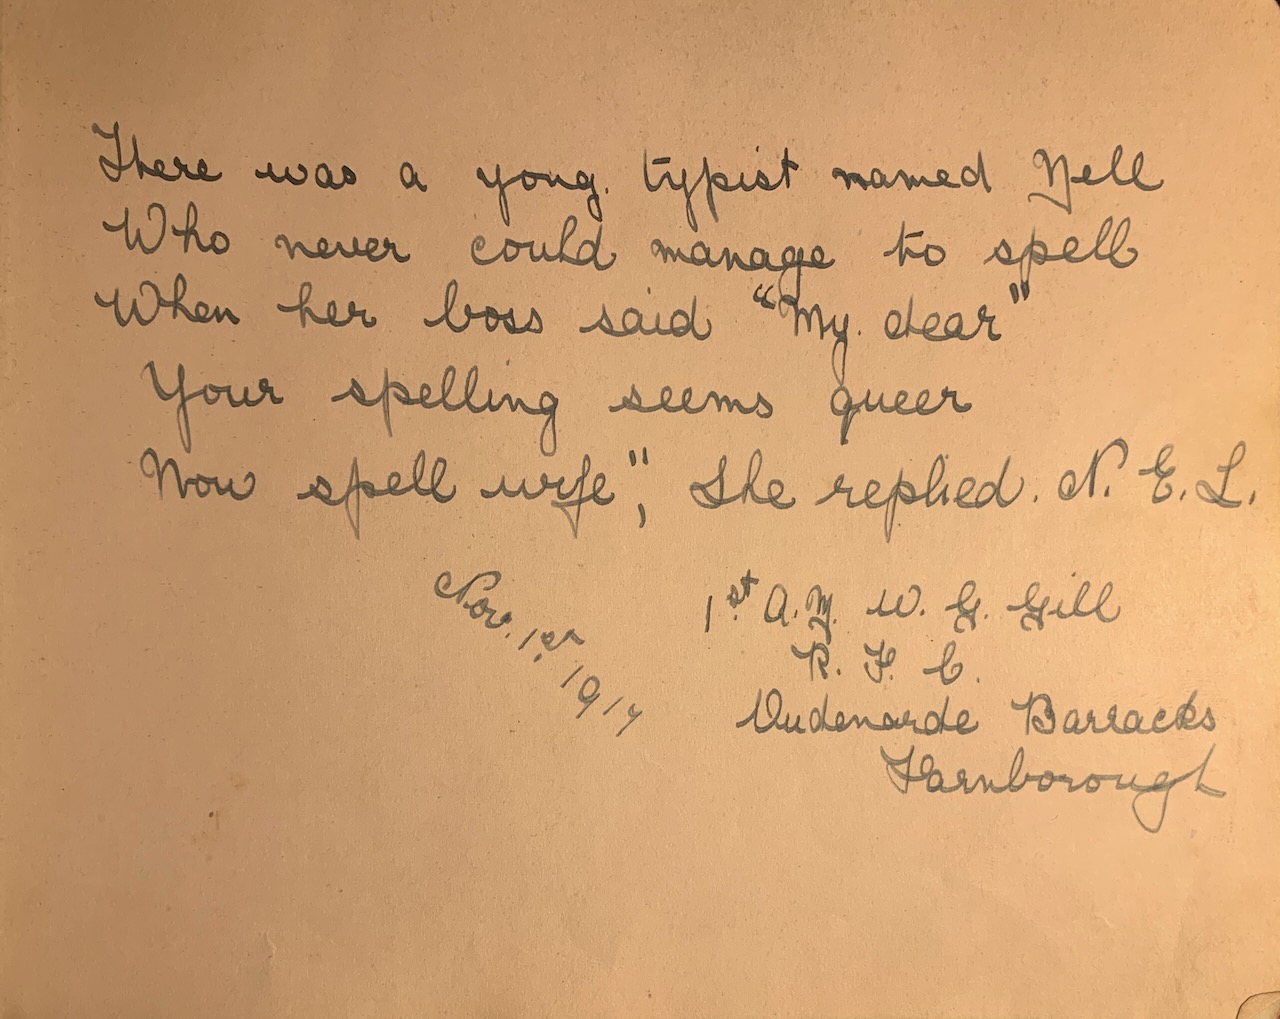 There was a yong. typist named Nell
Who never could manage to spell
When her boss said "My. dear"
Your spelling seems queer
Now spell wife", She replied. N. E. L.
Nov. 1st. 1917
1st A.M. W. G. Gill
R. F. C.
Oudenarde Barracks
Farnborough